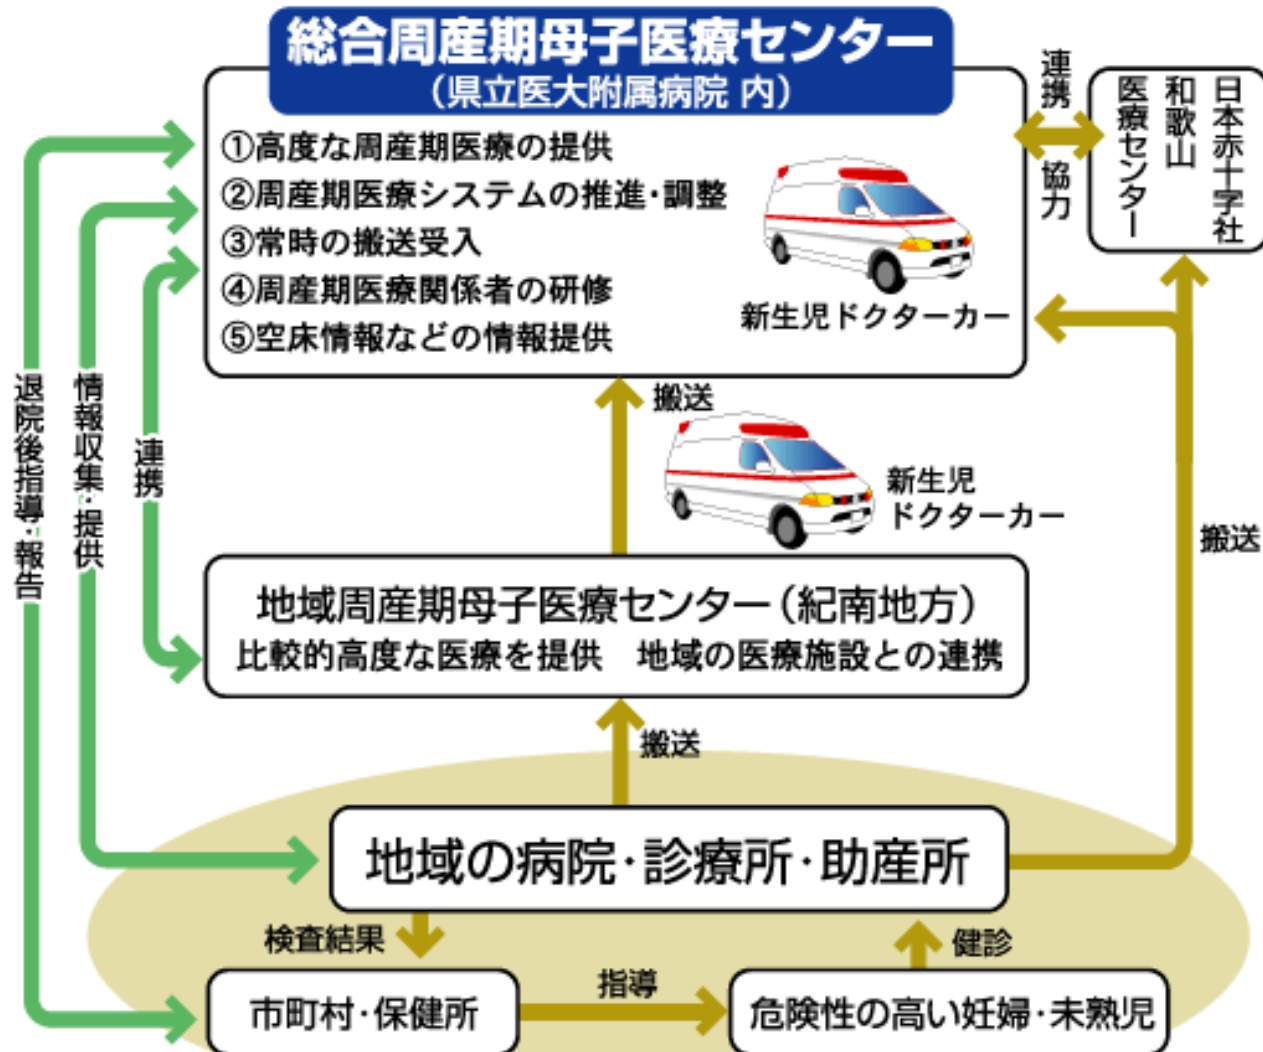 総合周産期母子医療センター
（県立医大附属病院 内）
①高度な周産期医療の提供
②周産期医療システムの推進・調整
③常時の搬送受入
④周産期医療関係者の研修
⑤空床情報などの情報提供
新生児ドクターカー
連携
協力
日本赤十字社
和歌山
医療センター
退院後指導・報告
情報収集・提供
連携
搬送
新生児
ドクターカー
搬送
地域周産期母子医療センター（紀南地方）
比較的高度な医療を提供　地域の医療施設との連携
搬送
地域の病院・診療所・助産所
検査結果
健診
市町村・保健所
指導
危険性の高い妊婦・未熟児